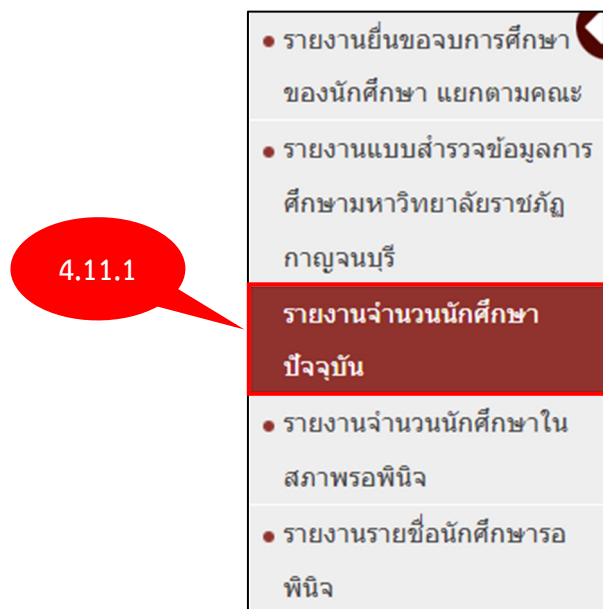 รายงานยื่นขอจบการศึกษา
ของนักศึกษา แยกตามคณะ
รายงานแบบสำรวจข้อมูลการ
ศึกษามหาวิทยาลัยราชภัฏ
กาญจนบุรี
4.11.1
รายงานจำนวนนักศึกษา
ปัจจุบัน
รายงานจำนวนนักศึกษาใน
สภาพรอพินิจ
รายงานรายชื่อนักศึกษารอ
พินิจ